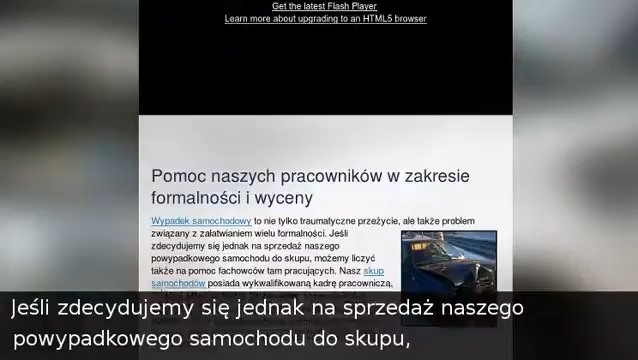 Get the latest Flash Player
Learn more about upgrading to an HTML5 browser
Pomoc naszych pracowników w zakresie
formalności i wyceny
Wypadek samochodowy to nie tylko traumatyczne przeżycie, ale także problem
związany z załatwianiem wielu formalności. Jeśli
zdecydujemy się jednak na sprzedaż naszego
powypadkowego samochodu do skupu, możemy liczyć
także na pomoc fachowców tam pracujących. Nasz skup
samochodów posiada wykwalifikowaną kadrę pracowniczą,
Jeśli zdecydujemy się jednak na sprzedaż naszego
powypadkowego samochodu do skupu,